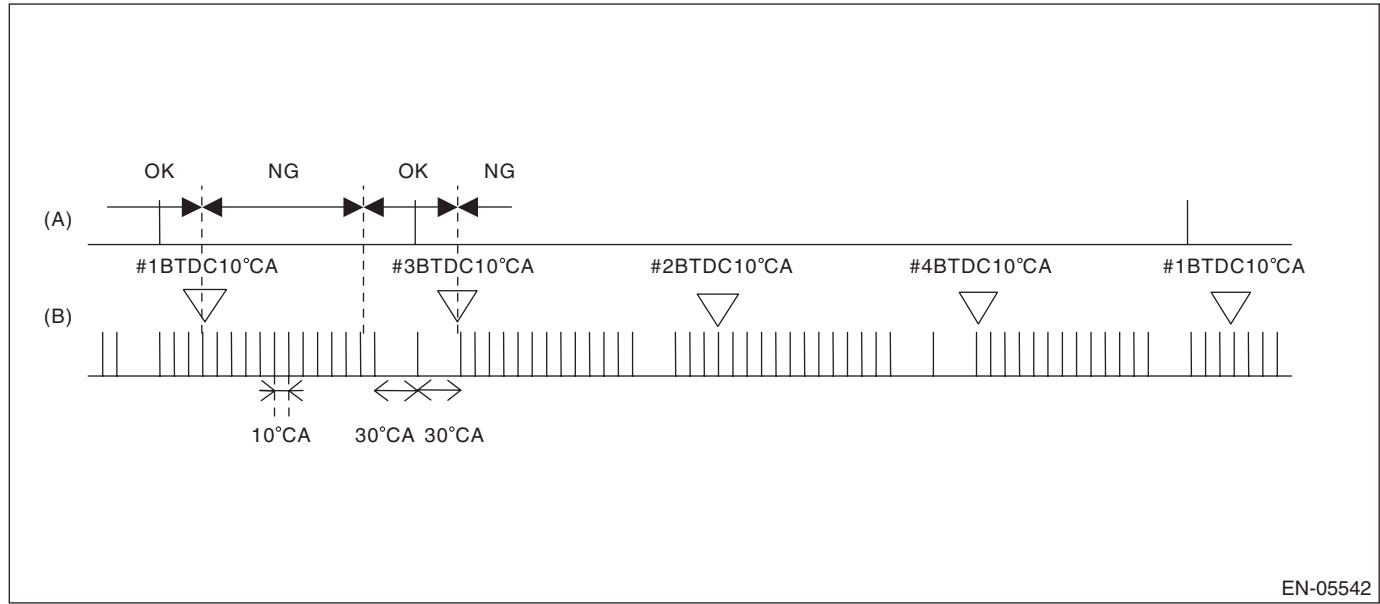 OK NG OK NG
(A)
#1BTDC10°CA #3BTDC10°CA #2BTDC10°CA #4BTDC10°CA #1BTDC10°CA
(B)
10°CA 30°CA 30°CA
EN-05542